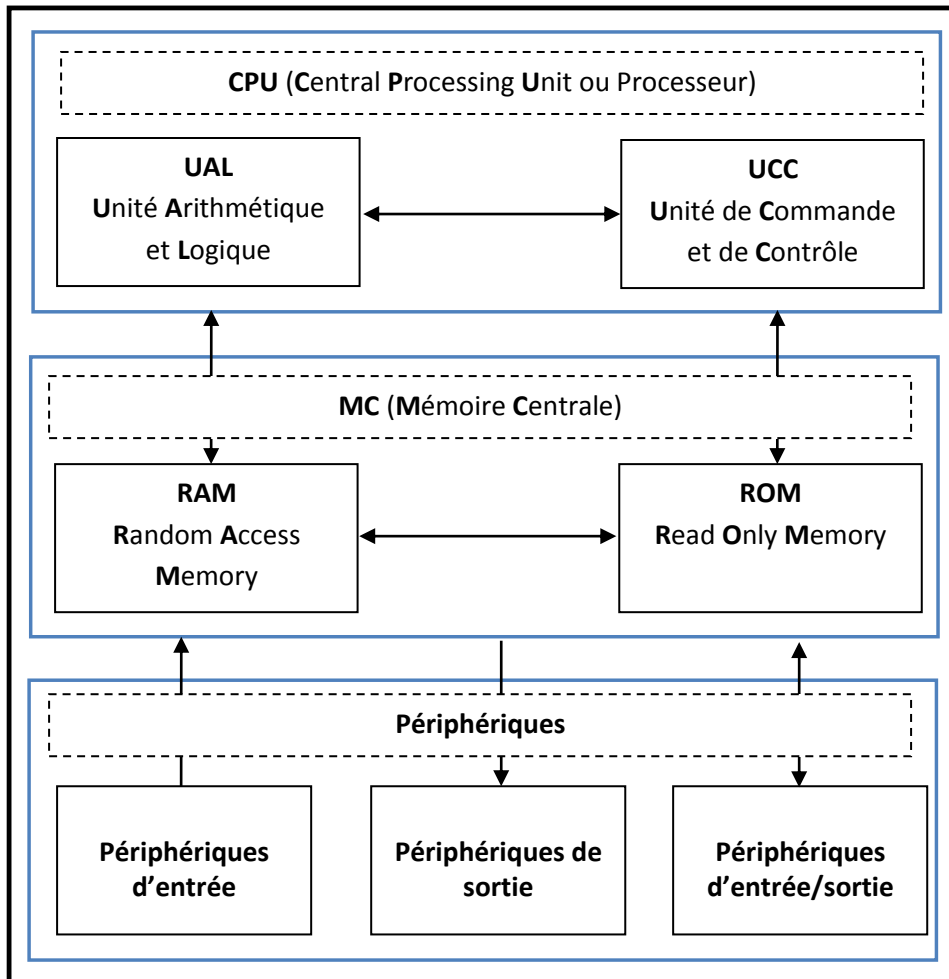 CPU (Central Processing Unit ou Processeur)
UAL
Unité Arithmétique
et Logique
UCC
Unité de Commande
et de Contrôle
MC (Mémoire Centrale)
RAM
Random Access
Memory
ROM
Read Only Memory
Périphériques
Périphériques
d’entrée
Périphériques de
sortie
Périphériques
d’entrée/sortie